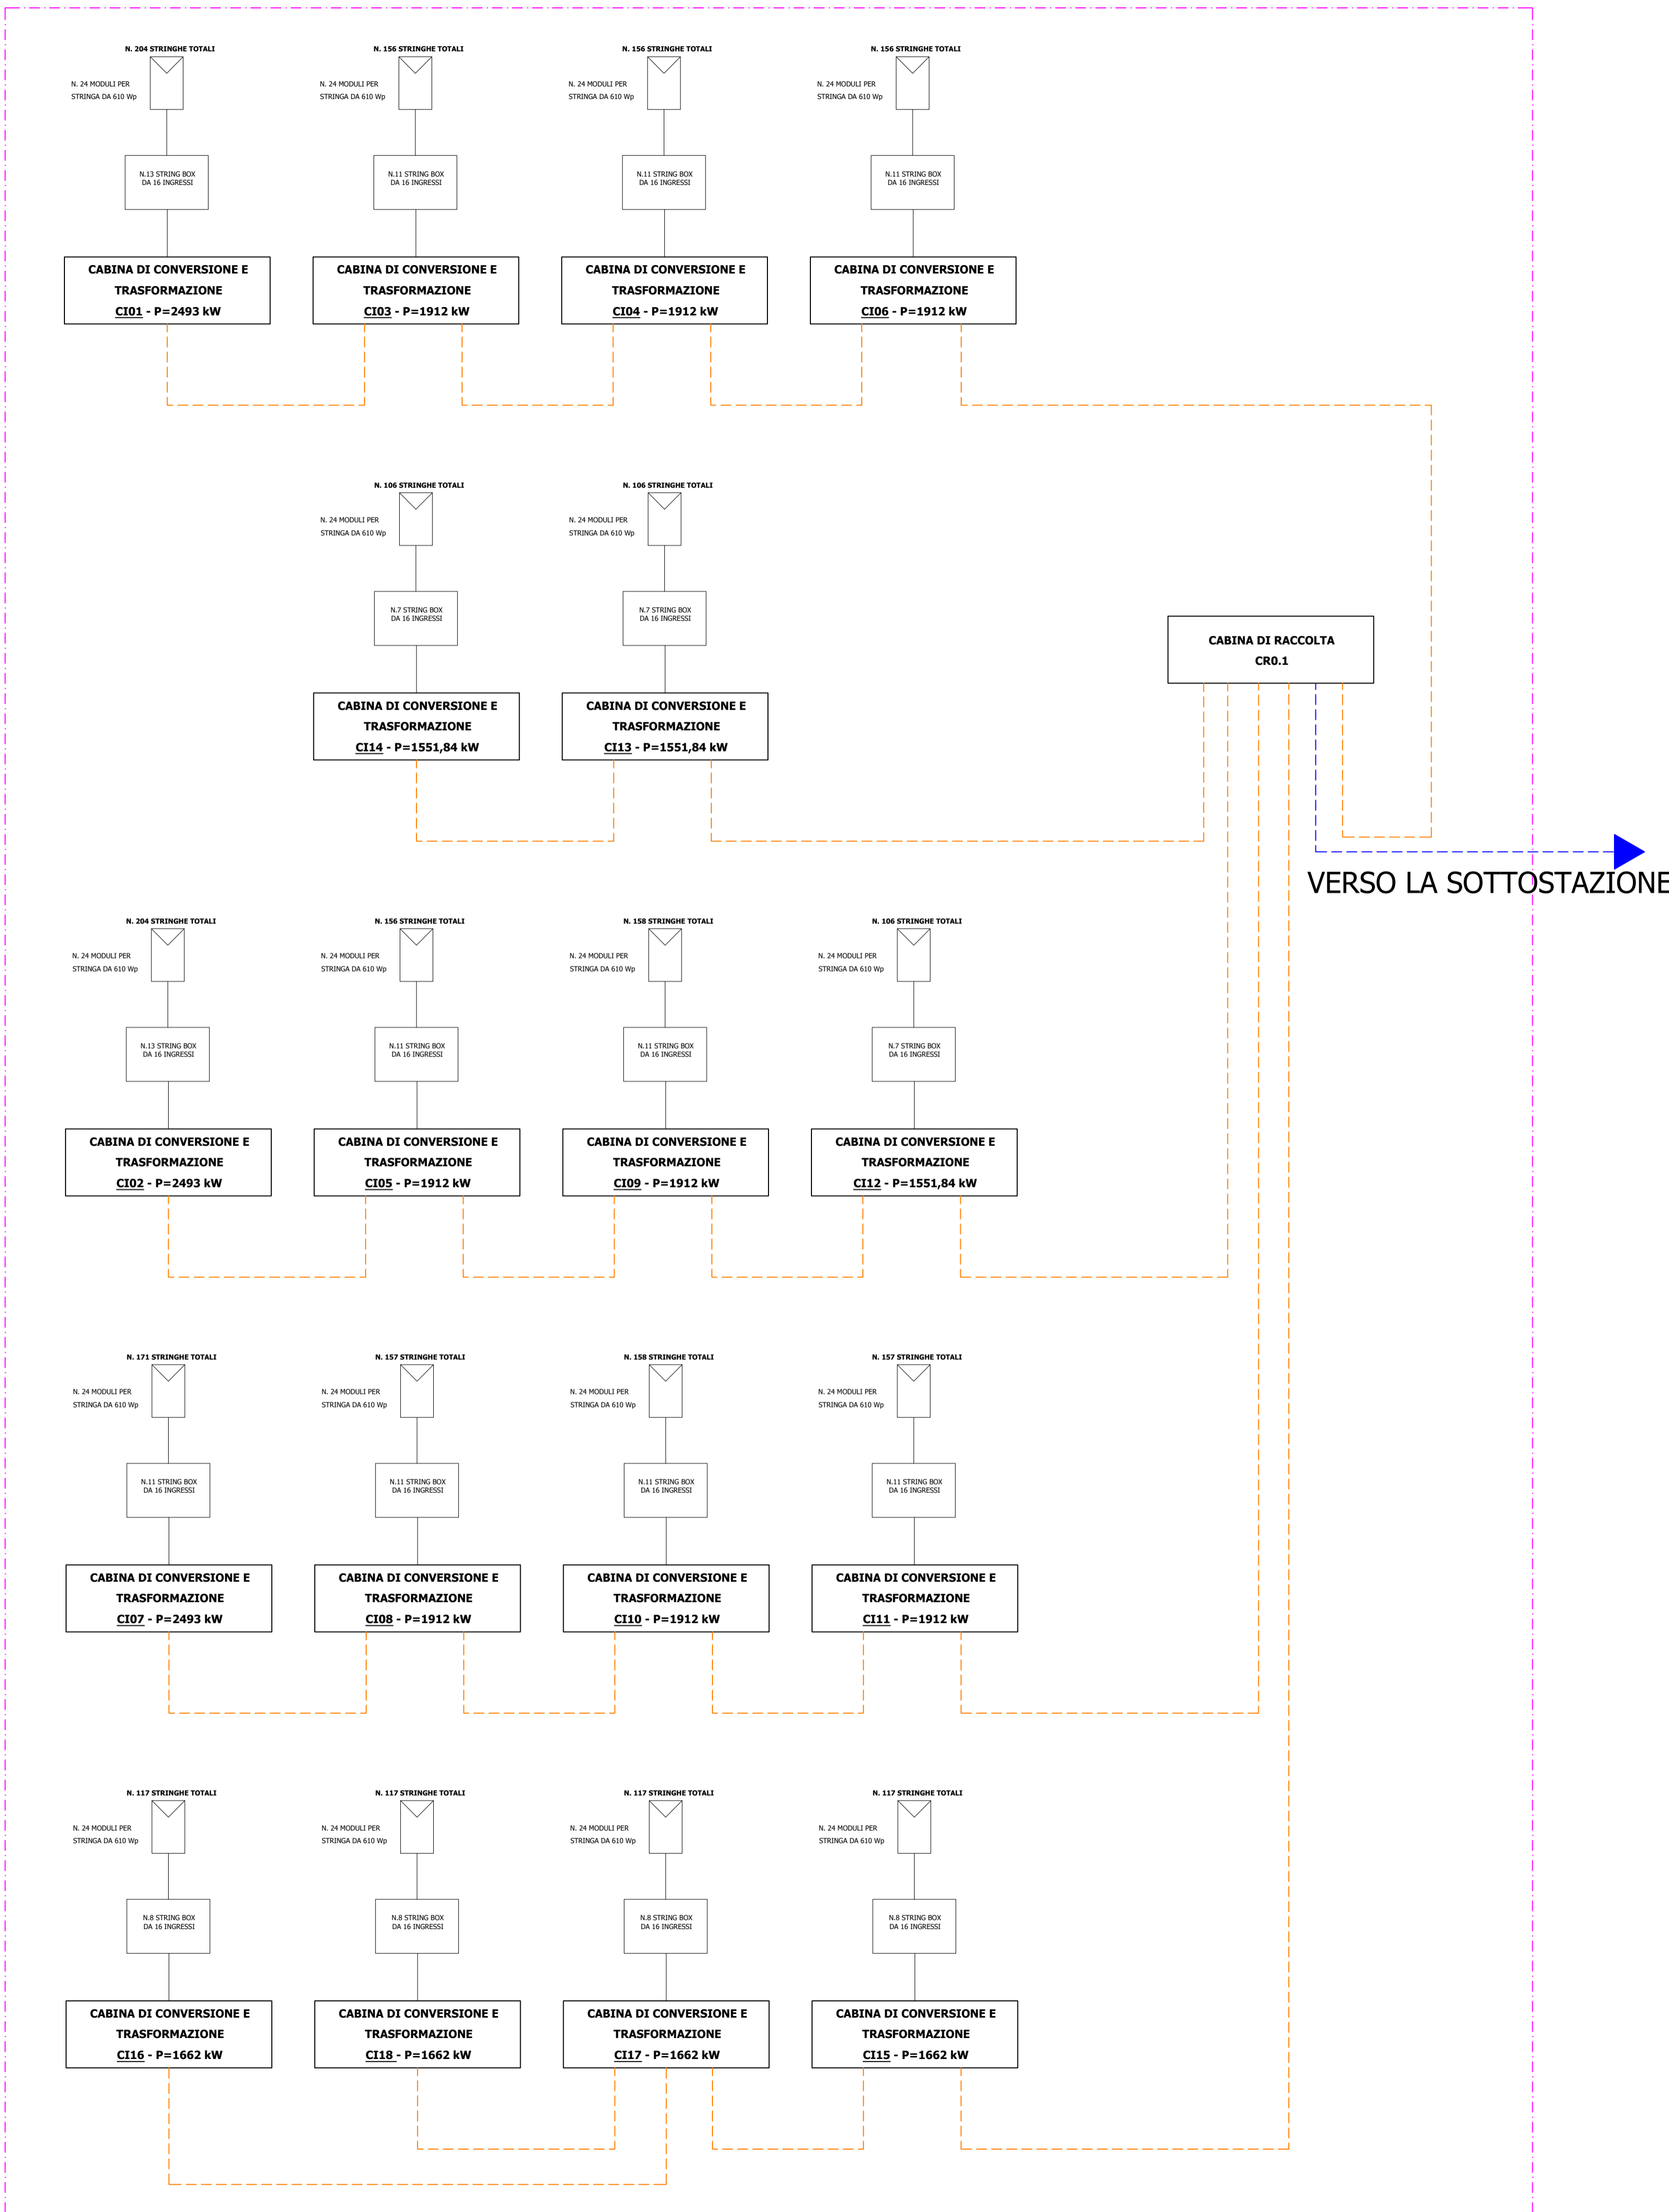 N. 204 STRINGHE TOTALI
N. 24 MODULI PER
STRINGA DA 610 Wp
N.13 STRING BOX
DA 16 INGRESSI
CABINA DI CONVERSIONE E
TRASFORMAZIONE
CI01 - P=2493 kW
N. 156 STRINGHE TOTALI
N. 24 MODULI PER
STRINGA DA 610 Wp
N.11 STRING BOX
DA 16 INGRESSI
CABINA DI CONVERSIONE E
TRASFORMAZIONE
CI03 - P=1912 kW
N. 156 STRINGHE TOTALI
N. 24 MODULI PER
STRINGA DA 610 Wp
N.11 STRING BOX
DA 16 INGRESSI
CABINA DI CONVERSIONE E
TRASFORMAZIONE
CI04 - P=1912 kW
N. 156 STRINGHE TOTALI
N. 24 MODULI PER
STRINGA DA 610 Wp
N.11 STRING BOX
DA 16 INGRESSI
CABINA DI CONVERSIONE E
TRASFORMAZIONE
CI06 - P=1912 kW
N. 106 STRINGHE TOTALI
N. 24 MODULI PER
STRINGA DA 610 Wp
N.7 STRING BOX
DA 16 INGRESSI
CABINA DI CONVERSIONE E
TRASFORMAZIONE
CI14 - P=1551,84 kW
N. 106 STRINGHE TOTALI
N. 24 MODULI PER
STRINGA DA 610 Wp
N.7 STRING BOX
DA 16 INGRESSI
CABINA DI CONVERSIONE E
TRASFORMAZIONE
CI13 - P=1551,84 kW
CABINA DI RACCOLTA
CR0.1
VERSO LA SOTTOSTAZIONE
N. 204 STRINGHE TOTALI
N. 24 MODULI PER
STRINGA DA 610 Wp
N.13 STRING BOX
DA 16 INGRESSI
CABINA DI CONVERSIONE E
TRASFORMAZIONE
CI02 - P=2493 kW
N. 156 STRINGHE TOTALI
N. 24 MODULI PER
STRINGA DA 610 Wp
N.11 STRING BOX
DA 16 INGRESSI
CABINA DI CONVERSIONE E
TRASFORMAZIONE
CI05 - P=1912 kW
N. 158 STRINGHE TOTALI
N. 24 MODULI PER
STRINGA DA 610 Wp
N.11 STRING BOX
DA 16 INGRESSI
CABINA DI CONVERSIONE E
TRASFORMAZIONE
CI09 - P=1912 kW
N. 106 STRINGHE TOTALI
N. 24 MODULI PER
STRINGA DA 610 Wp
N.7 STRING BOX
DA 16 INGRESSI
CABINA DI CONVERSIONE E
TRASFORMAZIONE
CI12 - P=1551,84 kW
N. 171 STRINGHE TOTALI
N. 24 MODULI PER
STRINGA DA 610 Wp
N.11 STRING BOX
DA 16 INGRESSI
CABINA DI CONVERSIONE E
TRASFORMAZIONE
CI07 - P=2493 kW
N. 157 STRINGHE TOTALI
N. 24 MODULI PER
STRINGA DA 610 Wp
N.11 STRING BOX
DA 16 INGRESSI
CABINA DI CONVERSIONE E
TRASFORMAZIONE
CI08 - P=1912 kW
N. 158 STRINGHE TOTALI
N. 24 MODULI PER
STRINGA DA 610 Wp
N.11 STRING BOX
DA 16 INGRESSI
CABINA DI CONVERSIONE E
TRASFORMAZIONE
CI10 - P=1912 kW
N. 157 STRINGHE TOTALI
N. 24 MODULI PER
STRINGA DA 610 Wp
N.11 STRING BOX
DA 16 INGRESSI
CABINA DI CONVERSIONE E
TRASFORMAZIONE
CI11 - P=1912 kW
N. 117 STRINGHE TOTALI
N. 24 MODULI PER
STRINGA DA 610 Wp
N.8 STRING BOX
DA 16 INGRESSI
CABINA DI CONVERSIONE E
TRASFORMAZIONE
CI16 - P=1662 kW
N. 117 STRINGHE TOTALI
N. 24 MODULI PER
STRINGA DA 610 Wp
N.8 STRING BOX
DA 16 INGRESSI
CABINA DI CONVERSIONE E
TRASFORMAZIONE
CI18 - P=1662 kW
N. 117 STRINGHE TOTALI
N. 24 MODULI PER
STRINGA DA 610 Wp
N.8 STRING BOX
DA 16 INGRESSI
CABINA DI CONVERSIONE E
TRASFORMAZIONE
CI17 - P=1662 kW
N. 117 STRINGHE TOTALI
N. 24 MODULI PER
STRINGA DA 610 Wp
N.8 STRING BOX
DA 16 INGRESSI
CABINA DI CONVERSIONE E
TRASFORMAZIONE
CI15 - P=1662 kW